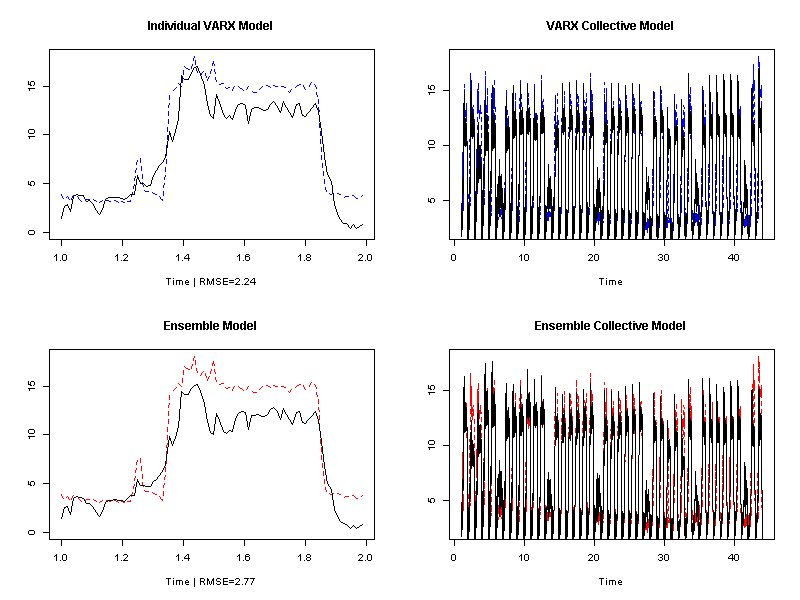 Individual VARX Model
VARX Collective Model
15
10
5
0
1.0 1.2 1.4 1.6 1.8 2.0
Time | RMSE=2.24
15
10
5
0 10 20 30 40
Time
Ensemble Model
Ensemble Collective Model
15
10
5
0
1.0 1.2 1.4 1.6 1.8 2.0
Time | RMSE=2.77
15
10
5
0 10 20 30 40
Time